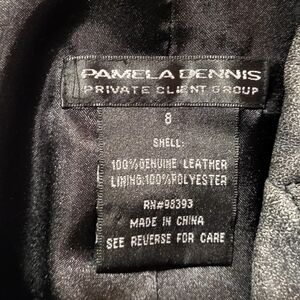 PAMELA DENNIS
PRIVATE CLIENT GROUP
8
SHELL:
100% GENUINE LEATHER
LINING:100%POLYESTER
RN#98393
MADE IN CHINA
SEE REVERSE FOR CARE